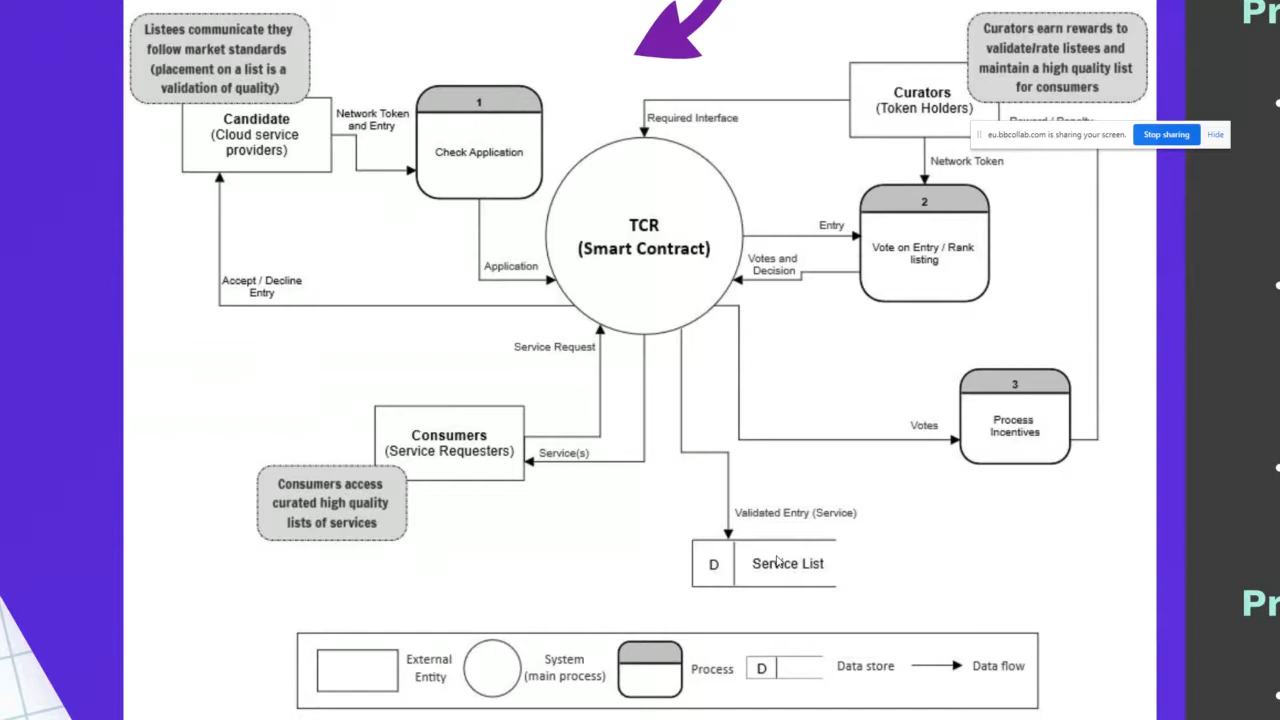 Listees communicate they
follow market standards
(placement on a list is a
validation of quality)
Candidate
(Cloud service
providers)
Network Token
and Entry
1
Check Application
Required Interface
Curators earn rewards to
validate/rate listees and
maintain a high quality list
for consumers
Curators
(Token Holders)
Reward / Penalty
eu.bbcollab.com is sharing your screen.
Stop sharing
Hide
Network Token
2
Vote on Entry / Rank
listing
TCR
(Smart Contract)
Entry
Votes and
Decision
Application
Accept / Decline
Entry
Service Request
Consumers
(Service Requesters)
Service(s)
Consumers access
curated high quality
lists of services
Votes
3
Process
Incentives
Validated Entry (Service)
D
Service List
External
Entity
System
(main process)
Process
D
Data store
Data flow
Pr
Pr